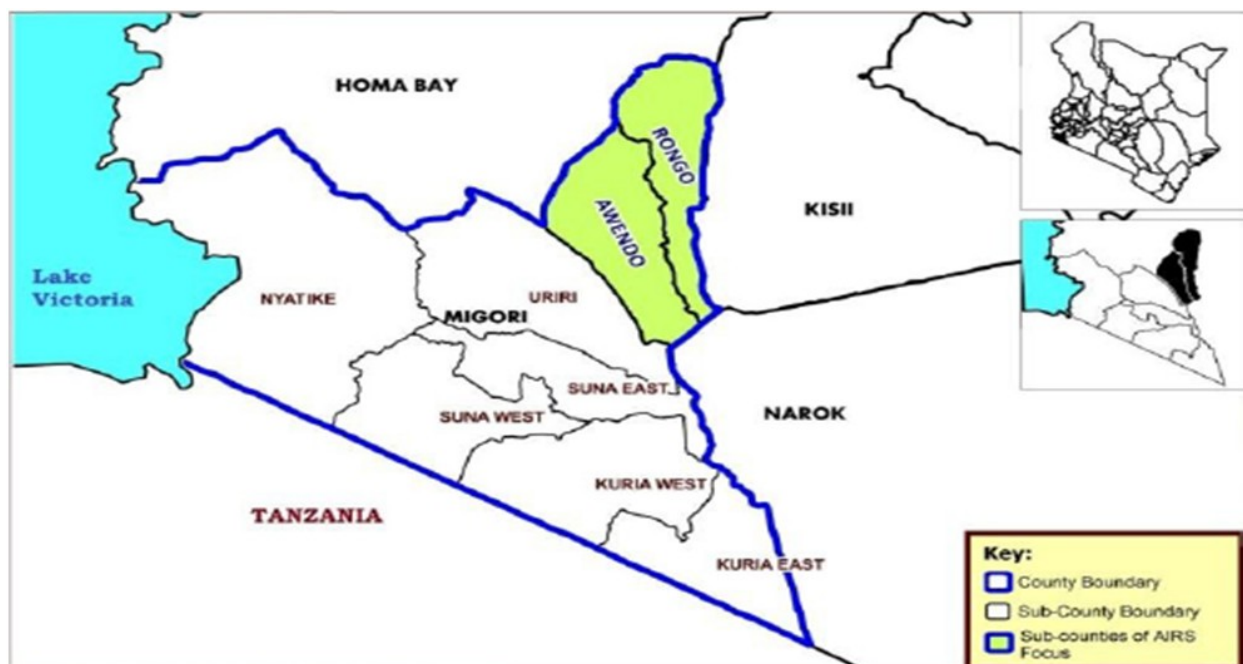 HOMA BAY
RONGO
KISII
AWENDO
Lake
Victoria
NYATIKE
URIRI
MIGORI
SUNA EAST
SUNA WEST
NAROK
KURIA WEST
TANZANIA
KURIA EAST
Key:
County Boundary
Sub-County Boundary
Sub-counties of AIRS
Focus